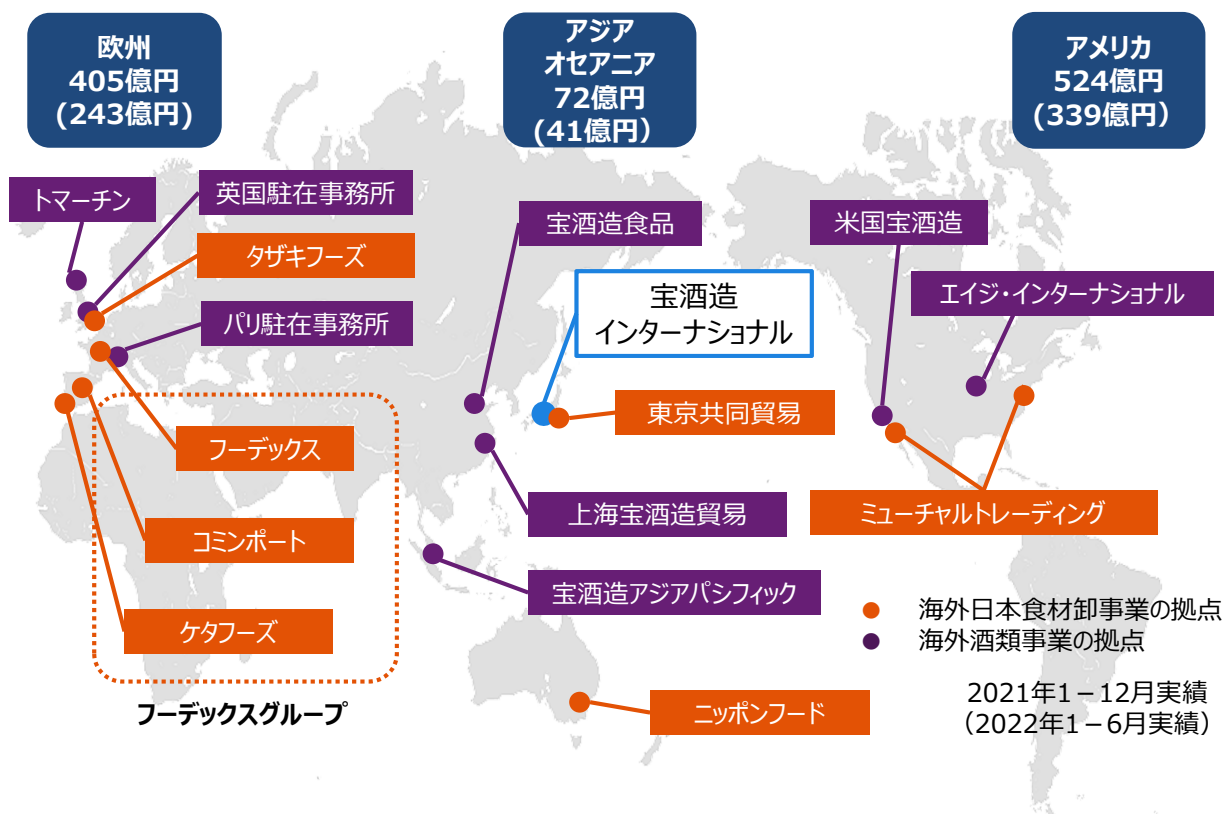 欧州
405億円
(243億円)
アジア
オセアニア
72億円
(41億円）
アメリカ
524億円
(339億円）
トマーチン
英国駐在事務所
タザキフーズ
パリ駐在事務所
フーデックス
コミンポート
ケタフーズ
フーデックスグループ
宝酒造食品
宝酒造
インターナショナル
東京共同貿易
上海宝酒造貿易
宝酒造アジアパシフィック
ニッポンフード
米国宝酒造
エイジ・インターナショナル
ミューチャルトレーディング
海外日本食材卸事業の拠点
海外酒類事業の拠点
2021年1－12月実績
（2022年1－6月実績）